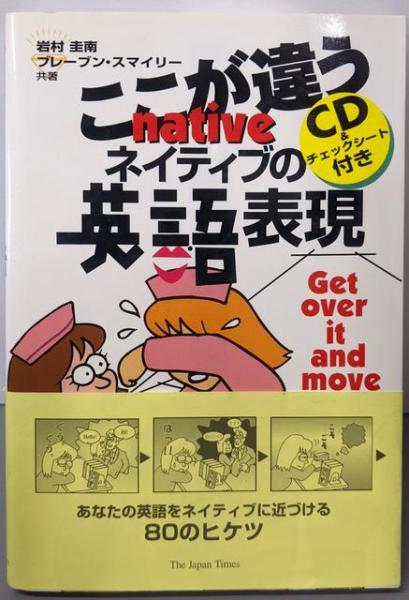 岩村 圭南
ブレーブン・スマイリー
共著
ここが違う
native
ネイティブの
英語表現
CD
&
チェックシート
付き
Get
over
it
and
move
あなたの英語をネイティブに近づける
80のヒケツ
The Japan Times